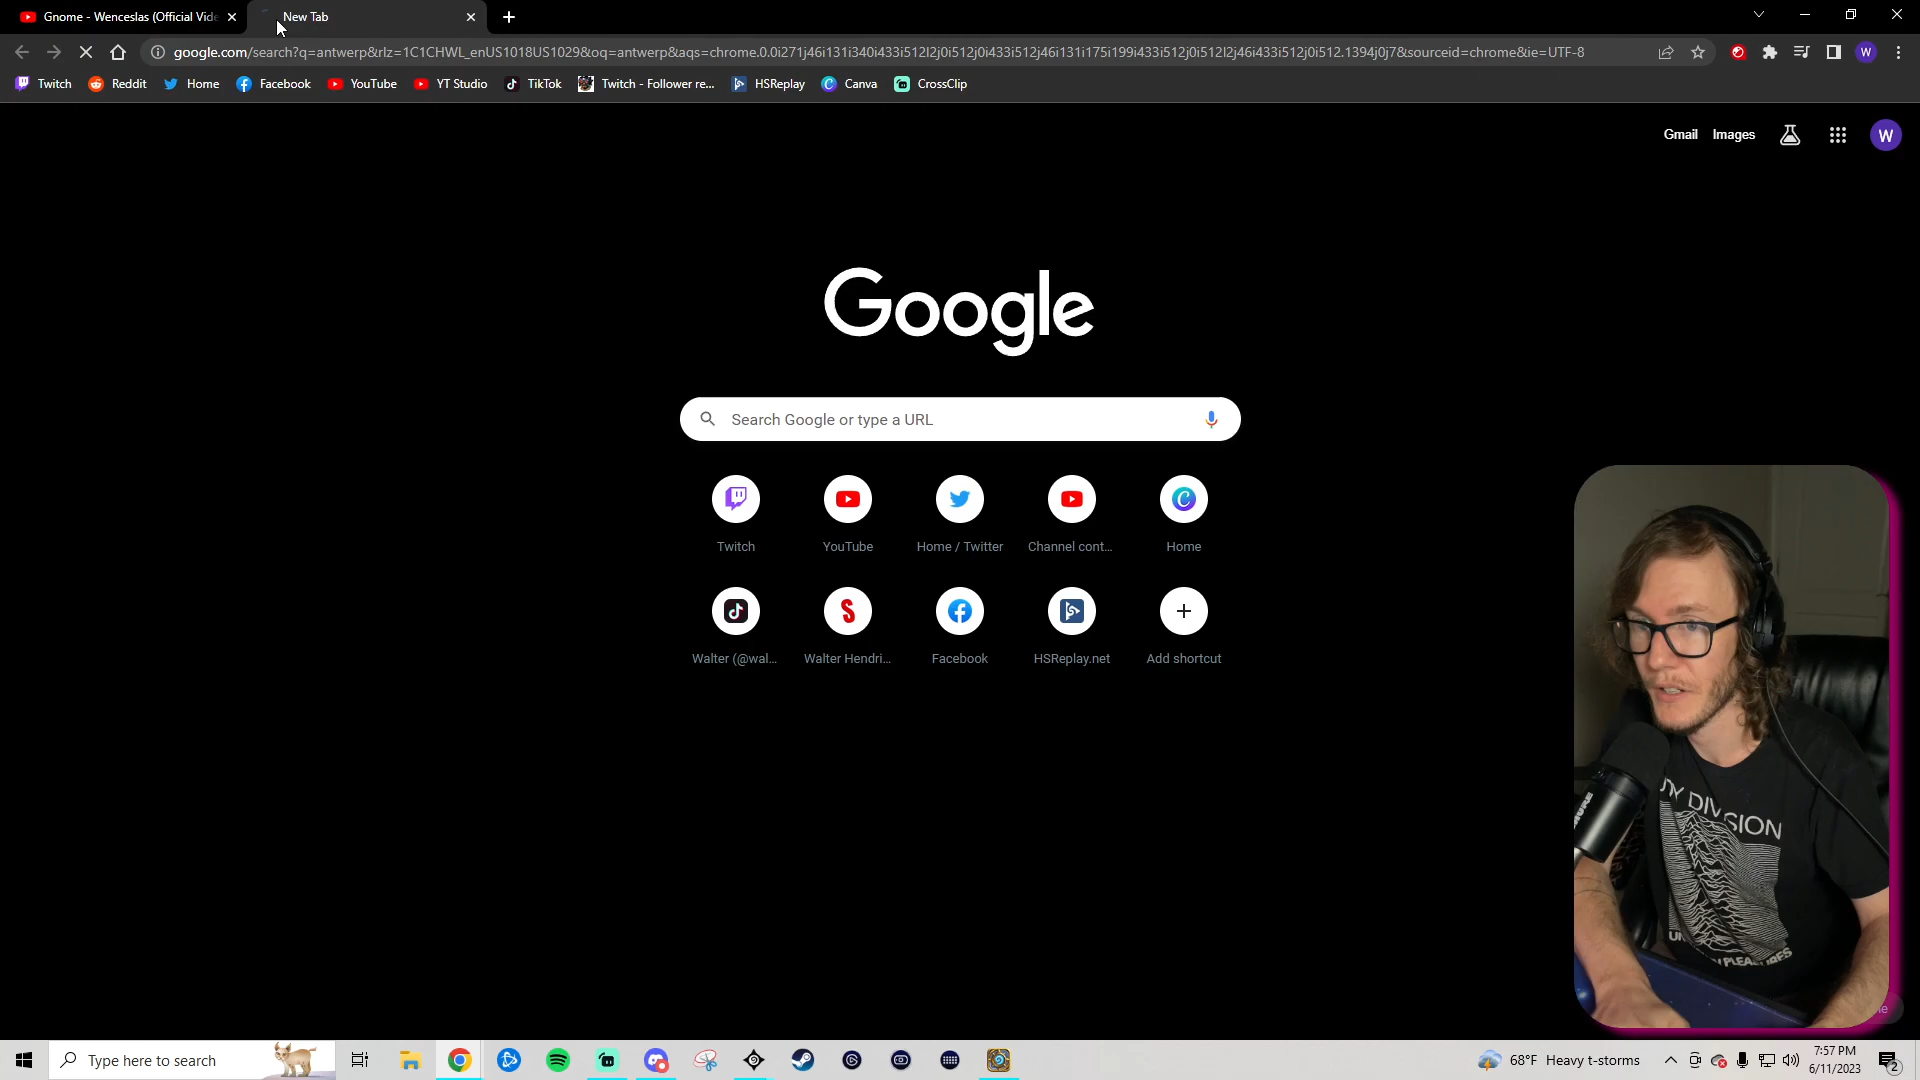 Gnome - Wenceslas (Official Vide
New Tab
google.com/search?q=antwerp&rlz=1C1CHWL_enUS1018US1029&oq=antwerp&aqs=chrome.0.0i271j46i131i340i433i512l2j0i512j0i433i512j46i131i175i199i433i512j0i512l2j46i433i512j0i512.1394j0j7&sourceid=chrome&ie=UTF-8
W
Twitch
Reddit
Home
Facebook
YouTube
YT Studio
TikTok
Twitch - Follower re...
HSReplay
Canva
CrossClip
Gmail
Images
W
Google
Search Google or type a URL
Twitch
YouTube
Home / Twitter
Channel cont...
Home
Walter (@wal...
Walter Hendri...
Facebook
HSReplay.net
Add shortcut
SHURE
DIVISION
PLEASURES
Type here to search
68°F Heavy t-storms
7:57 PM
6/11/2023
2